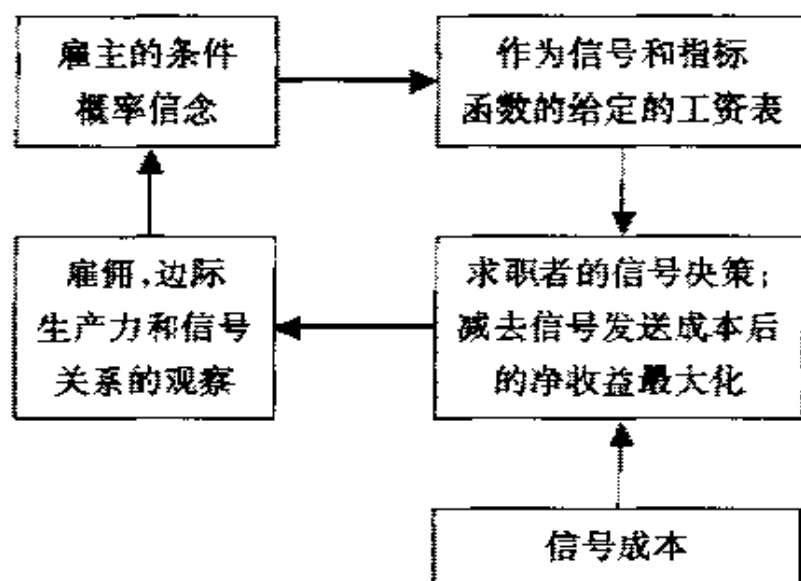 雇主的条件
概率信念
作为信号和指标
函数的给定的工资表
雇佣,边际
生产力和信号
关系的观察
求职者的信号决策;
减去信号发送成本后
的净收益最大化
信号成本